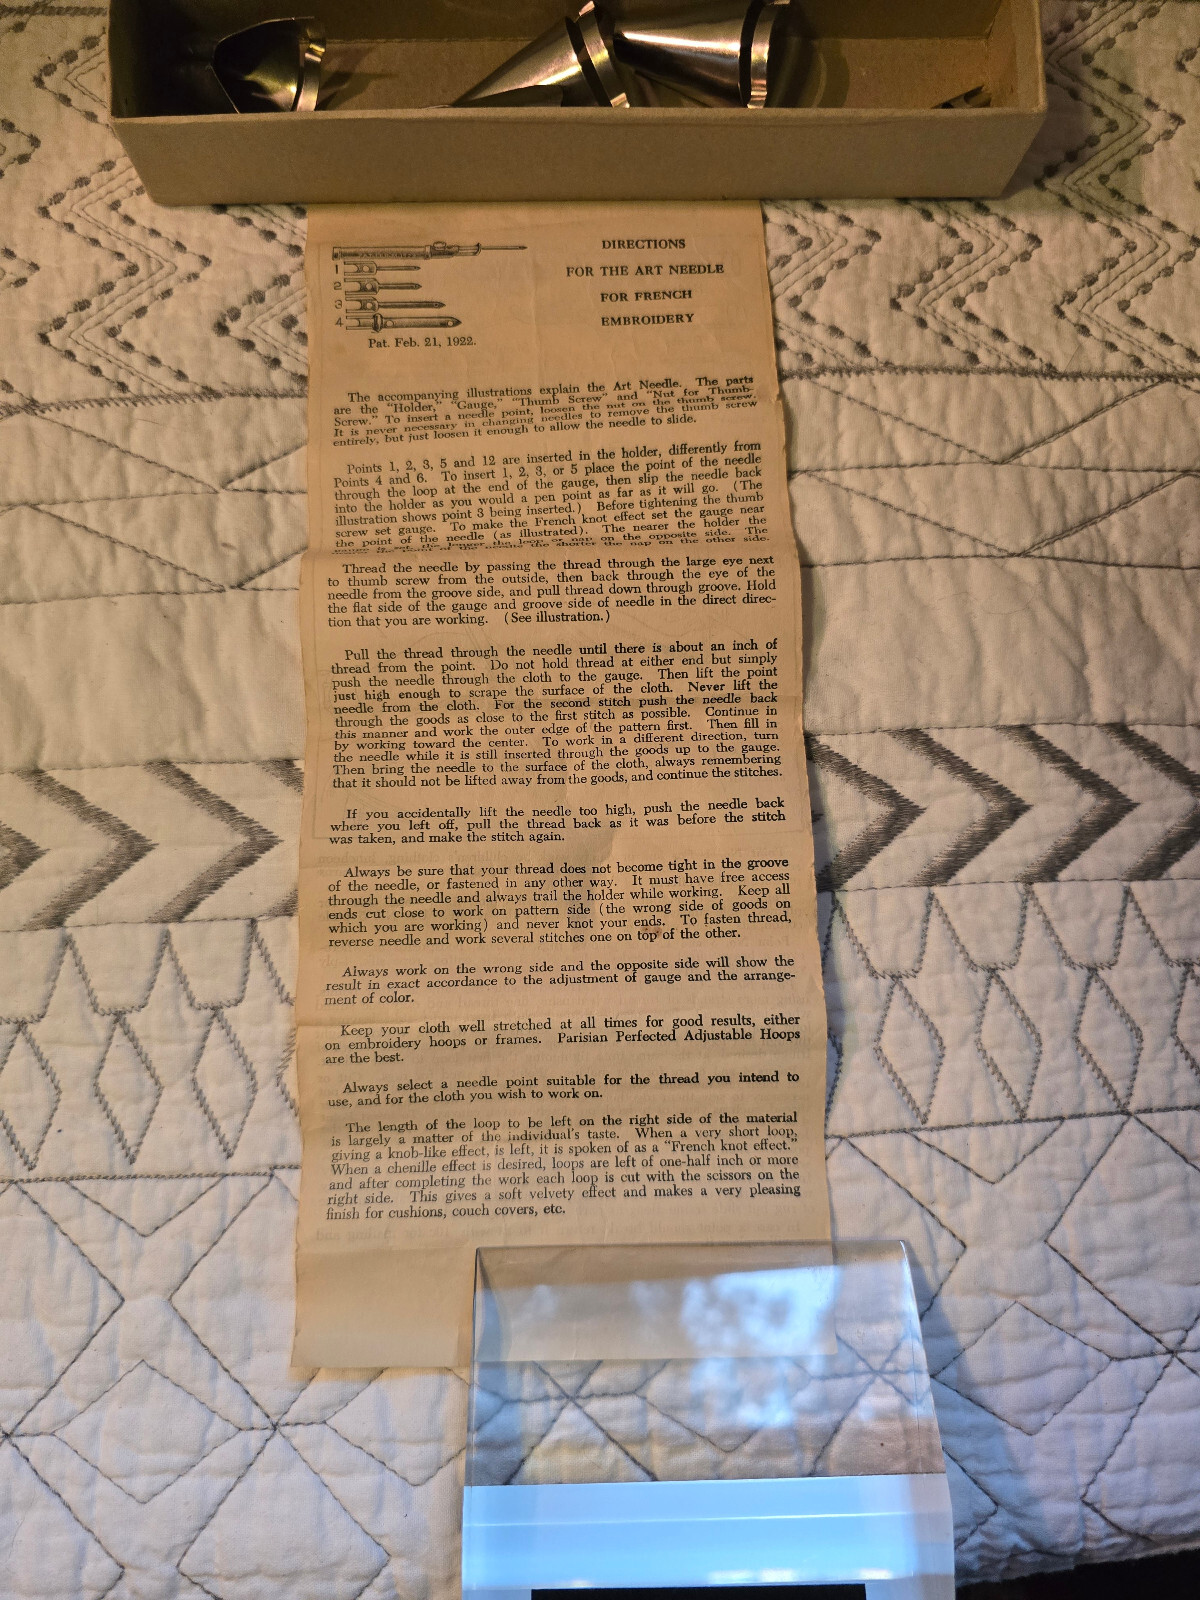 DIRECTIONS
FOR THE ART NEEDLE
FOR FRENCH
EMBROIDERY
1
2
3
4
Pat. Feb. 21, 1922.
The accompanying illustrations explain the Art Needle. The parts
are the "Holder," "Gauge," "Thumb Screw" and "Nut for Thumb-
Screw." To insert a needle point, loosen the nut on the thumb screw.
It is never necessary in changing needles to remove the thumb screw
entirely, but just loosen it enough to allow the needle to slide.
Points 1, 2, 3, 5 and 12 are inserted in the holder, differently from
Points 4 and 6. To insert 1, 2, 3, or 5 place the point of the needle
through the loop at the end of the gauge, then slip the needle back
into the holder as you would a pen point as far as it will go. (The
illustration shows point 3 being inserted.) Before tightening the thumb
screw set gauge. To make the French knot effect set the gauge near
the point of the needle (as illustrated). The nearer the holder the
gauge is set, the longer the loop or nap on the opposite side. The
the shorter the nap on the other side.
Thread the needle by passing the thread through the large eye next
to thumb screw from the outside, then back through the eye of the
needle from the groove side, and pull thread down through groove. Hold
the flat side of the gauge and groove side of needle in the direct direc-
tion that you are working. (See illustration.)
Pull the thread through the needle until there is about an inch of
thread from the point. Do not hold thread at either end but simply
push the needle through the cloth to the gauge. Then lift the point
just high enough to scrape the surface of the cloth. Never lift the
needle from the cloth. For the second stitch push the needle back
through the goods as close to the first stitch as possible. Continue in
this manner and work the outer edge of the pattern first. Then fill in
by working toward the center. To work in a different direction, turn
the needle while it is still inserted through the goods up to the gauge.
Then bring the needle to the surface of the cloth, always remembering
that it should not be lifted away from the goods, and continue the stitches.
If you accidentally lift the needle too high, push the needle back
where you left off, pull the thread back as it was before the stitch
was taken, and make the stitch again.
Always be sure that your thread does not become tight in the groove
of the needle, or fastened in any other way. It must have free access
through the needle and always trail the holder while working. Keep all
ends cut close to work on pattern side (the wrong side of goods on
which you are working) and never knot your ends. To fasten thread,
reverse needle and work several stitches one on top of the other.
Always work on the wrong side and the opposite side will show the
result in exact accordance to the adjustment of gauge and the arrange-
ment of color.
Keep your cloth well stretched at all times for good results, either
on embroidery hoops or frames. Parisian Perfected Adjustable Hoops
are the best.
Always select a needle point suitable for the thread you intend to
use, and for the cloth you wish to work on.
The length of the loop to be left on the right side of the material
is largely a matter of the individual's taste. When a very short loop,
giving a knob-like effect, is left, it is spoken of as a "French knot effect."
When a chenille effect is desired, loops are left of one-half inch or more
and after completing the work each loop is cut with the scissors on the
right side. This gives a soft velvety effect and makes a very pleasing
finish for cushions, couch covers, etc.